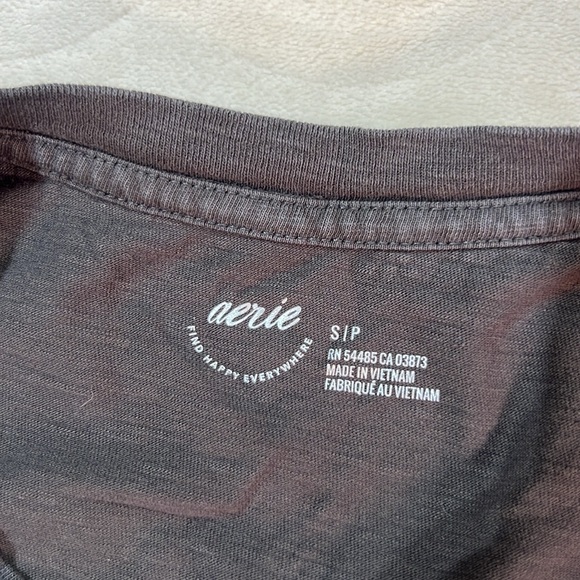 aerie
FIND HAPPY EVERYWHERE
S|P
RN 54485 CA 03873
MADE IN VIETNAM
FABRIQUÉ AU VIETNAM